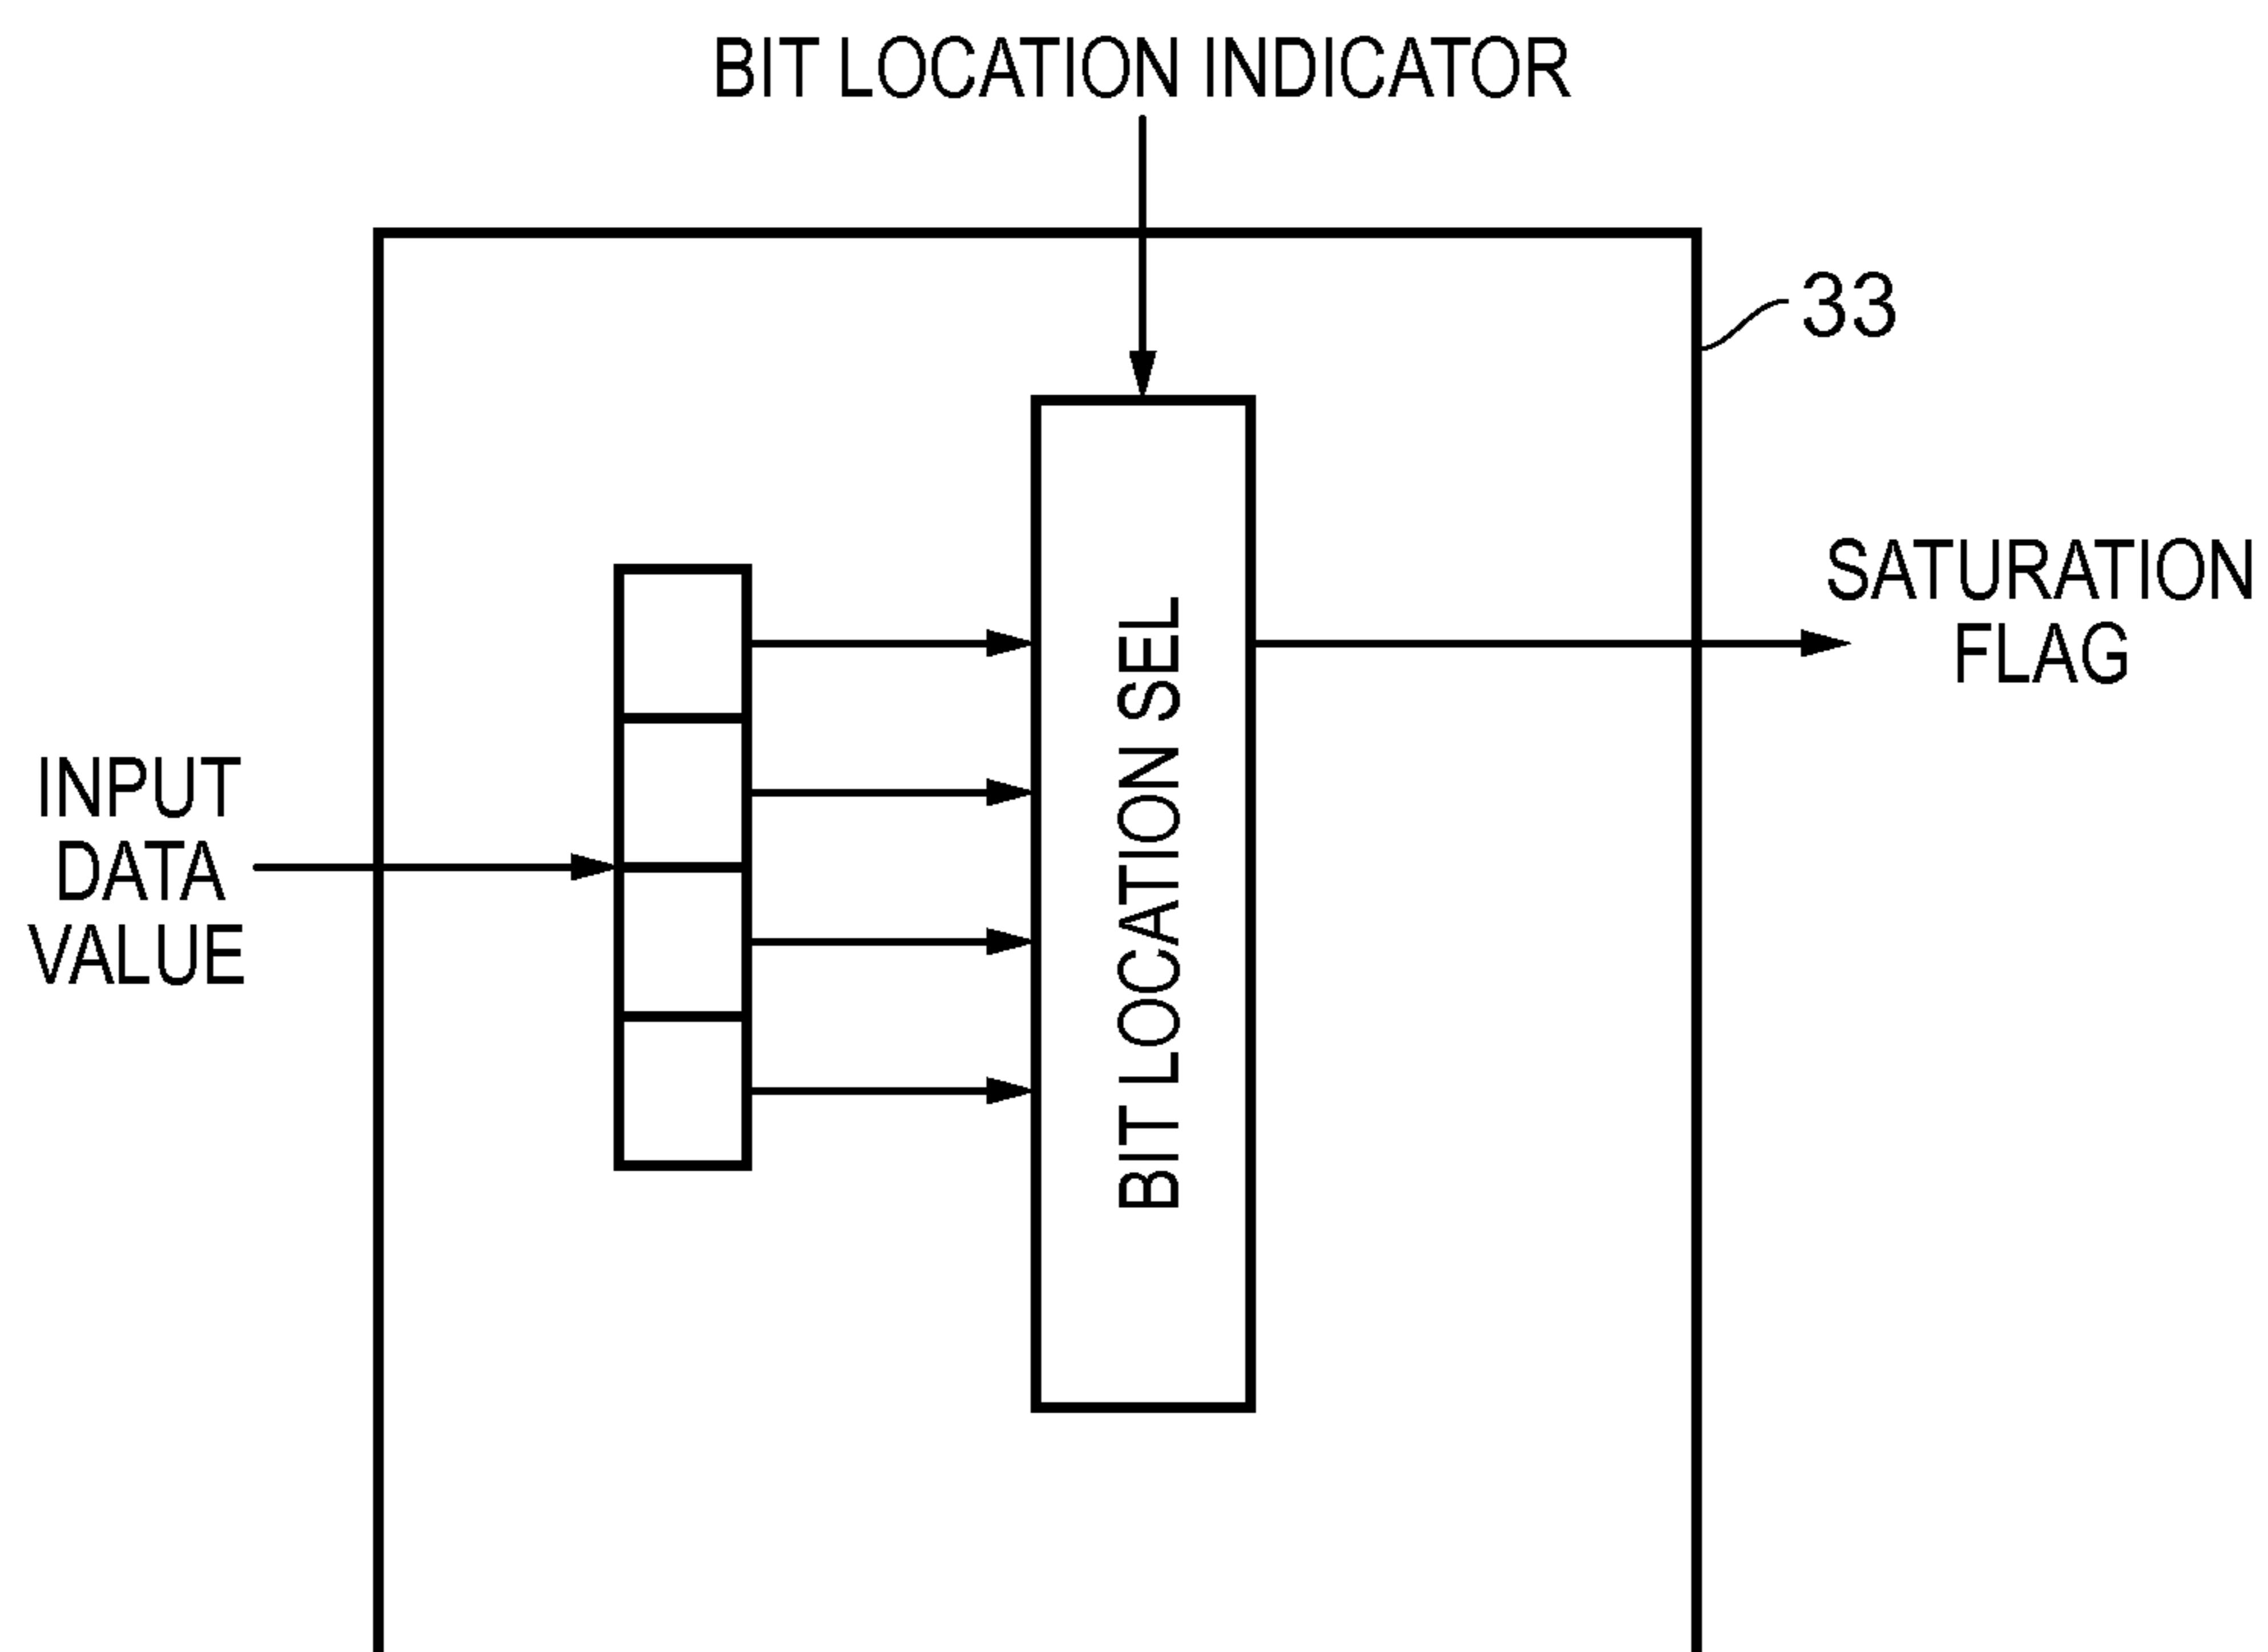 BIT LOCATION INDICATOR
33
SATURATION
FLAG
BIT LOCATION SEL
INPUT
DATA
VALUE